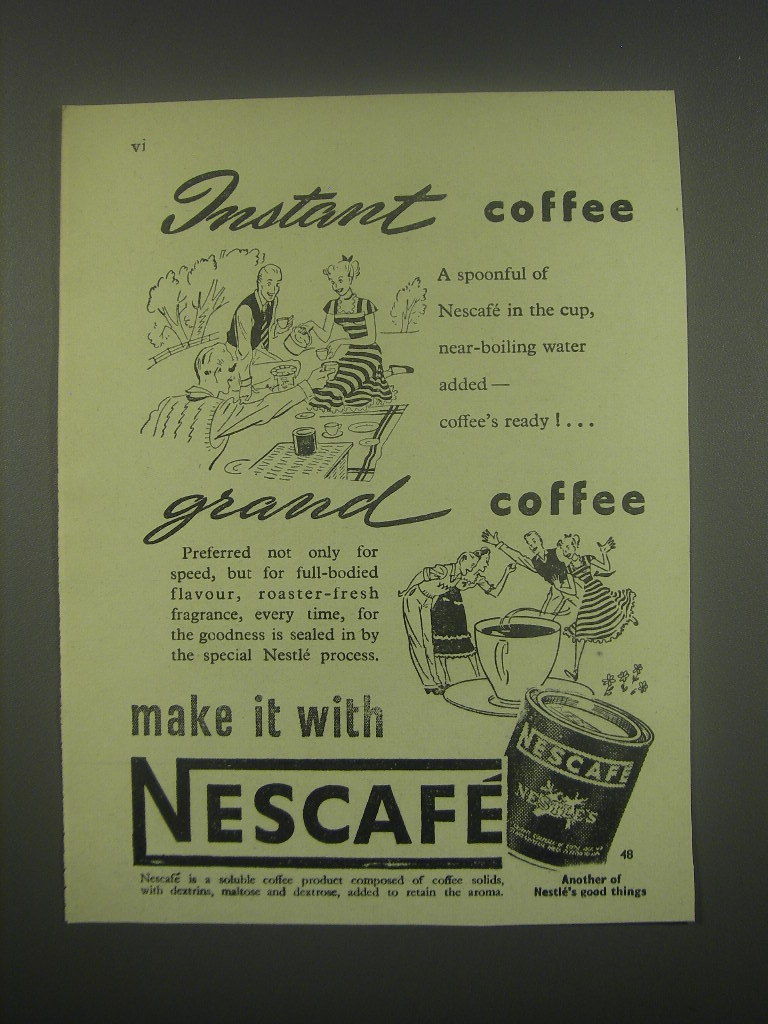 vi
Instant coffee
A spoonful of
Nescafé in the cup,
near-boiling water
added —
coffee's ready ! . . .
grand coffee
Preferred not only for
speed, but for full-bodied
flavour, roaster-fresh
fragrance, every time, for
the goodness is sealed in by
the special Nestlé process.
make it with
NESCAFÉ
NESCAFÉ
NESTLÉ'S
48
Nescafé is a soluble coffee product composed of coffee solids,
with dextrins, maltose and dextrose, added to retain the aroma.
Another of
Nestlé's good things